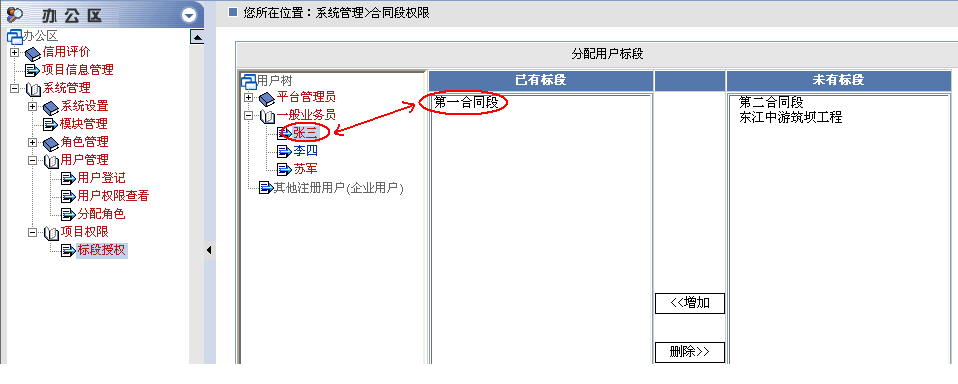 办公区
办公区
信用评价
项目信息管理
系统管理
系统设置
模块管理
角色管理
用户管理
用户登记
用户权限查看
分配角色
项目权限
标段授权
您所在位置：系统管理>合同段权限
分配用户标段
用户树
平台管理员
一般业务员
张三
李四
苏军
其他注册用户(企业用户)
已有标段
第一合同段
<<增加
删除>>
未有标段
第二合同段
东江中游筑坝工程